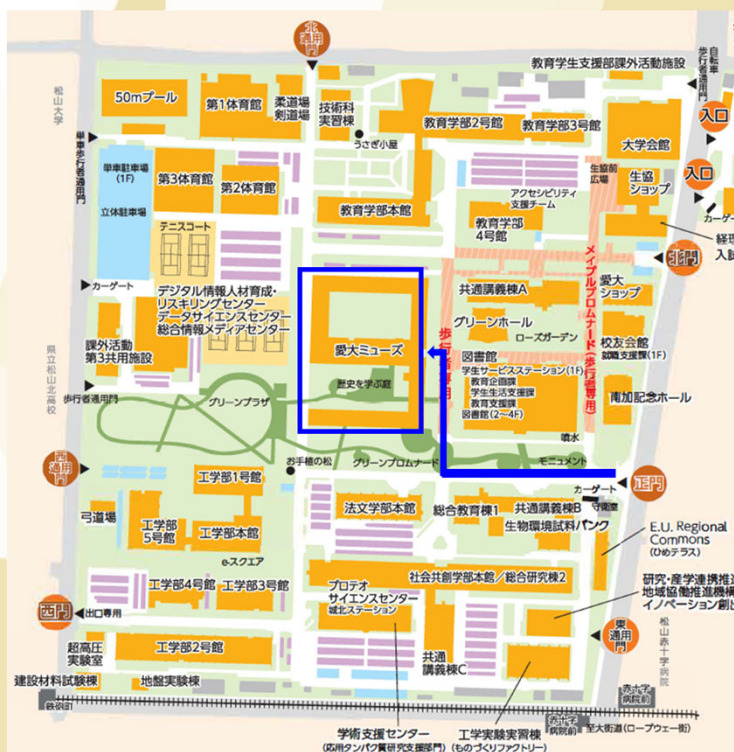 北
通用門
教育学生支援部課外活動施設
自転車
歩行者通用門
松山大学
50mプール
第1体育館
柔道場
剣道場
技術科
実習棟
うさぎ小屋
教育学部2号館
教育学部3号館
大学会館
入口
単車歩行者通用門
単車駐車場
(1F)
立体駐車場
第3体育館
第2体育館
教育学部本館
アクセシビリティ
支援チーム
教育学部
4号館
生協前
広場
生協
ショップ
入口
カーゲート
経理
入試
テニスコート
北門
カーゲート
デジタル情報人材育成・
リスキリングセンター
データサイエンスセンター
総合情報メディアセンター
課外活動
第3共用施設
愛大ミューズ
歴史を学ぶ庭
歩行者専用
共通講義棟A
グリーンホール
ローズガーデン
メイプルプロムナード(歩行者専用)
愛大
ショップ
校友会館
就職支援課(1F)
図書館
学生サービスステーション(1F)
教育企画課
学生生活支援課
教育支援課
図書館(2〜4F)
南加記念ホール
県立松山北高校
歩行者通用門
グリーンプラザ
噴水
西
通用門
お手植の松
グリーンプロムナード
モニュメント
正門
カーゲート
守衛室
工学部1号館
弓道場
工学部
5号館
工学部本館
e-スクエア
法文学部本館
総合教育棟1
共通講義棟B
生物環境試料バンク
E.U. Regional
Commons
(ひめテラス)
工学部4号館
工学部3号館
プロテオ
サイエンスセンター
城北ステーション
社会共創学部本館/総合研究棟2
研究・産学連携推進
地域協働推進機構
イノベーション創出
西門
出口専用
超高圧
実験室
工学部2号館
共通
講義棟C
東
通用門
松山赤十字病院
建設材料試験棟
地盤実験棟
鉄砲町
赤十字
病院前
赤十字
病院前
至大街道(ロープウェー街)
学術支援センター
(応用タンパク質研究支援部門)
工学実験実習棟
(ものづくりファクトリー)